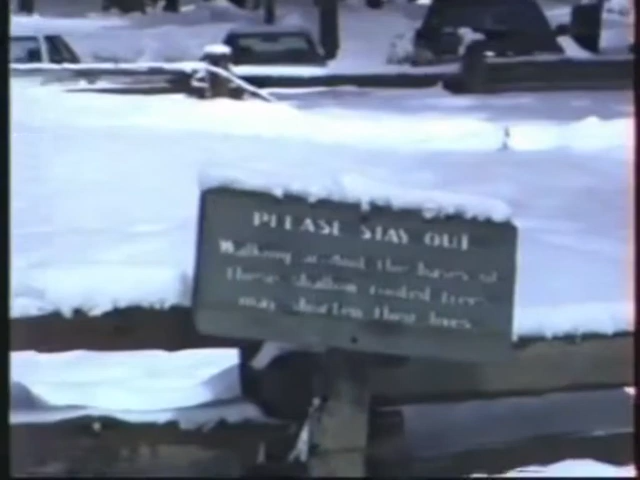 PLEASE STAY OUT
Walking around the bases of
these shallow rooted trees
may shorten their lives